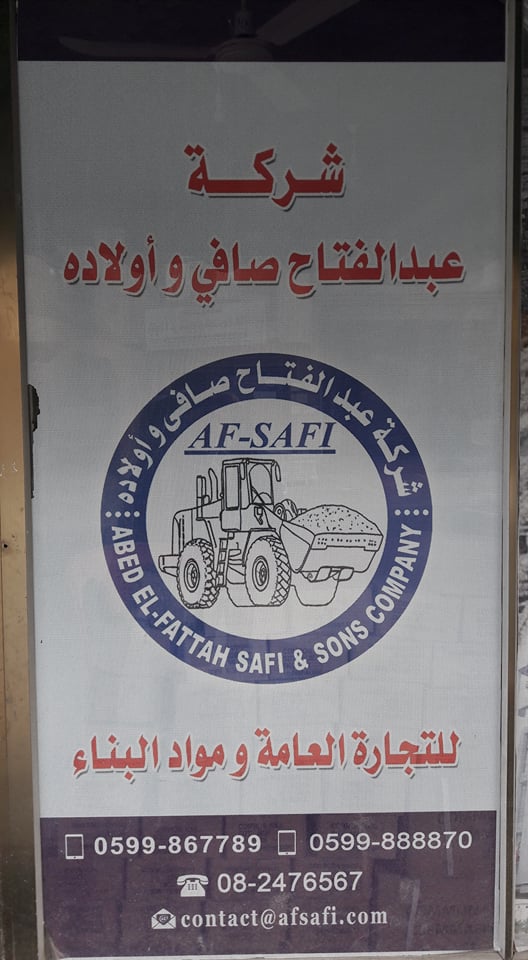 شركة
عبدالفتاح صافي و أولاده
شركة عبد الفتاح صافي و أولاده
AF-SAFI
ABED EL-FATTAH SAFI & SONS COMPANY
للتجارة العامة و مواد البناء
0599-867789 0599-888870
08-2476567
contact@afsafi.com